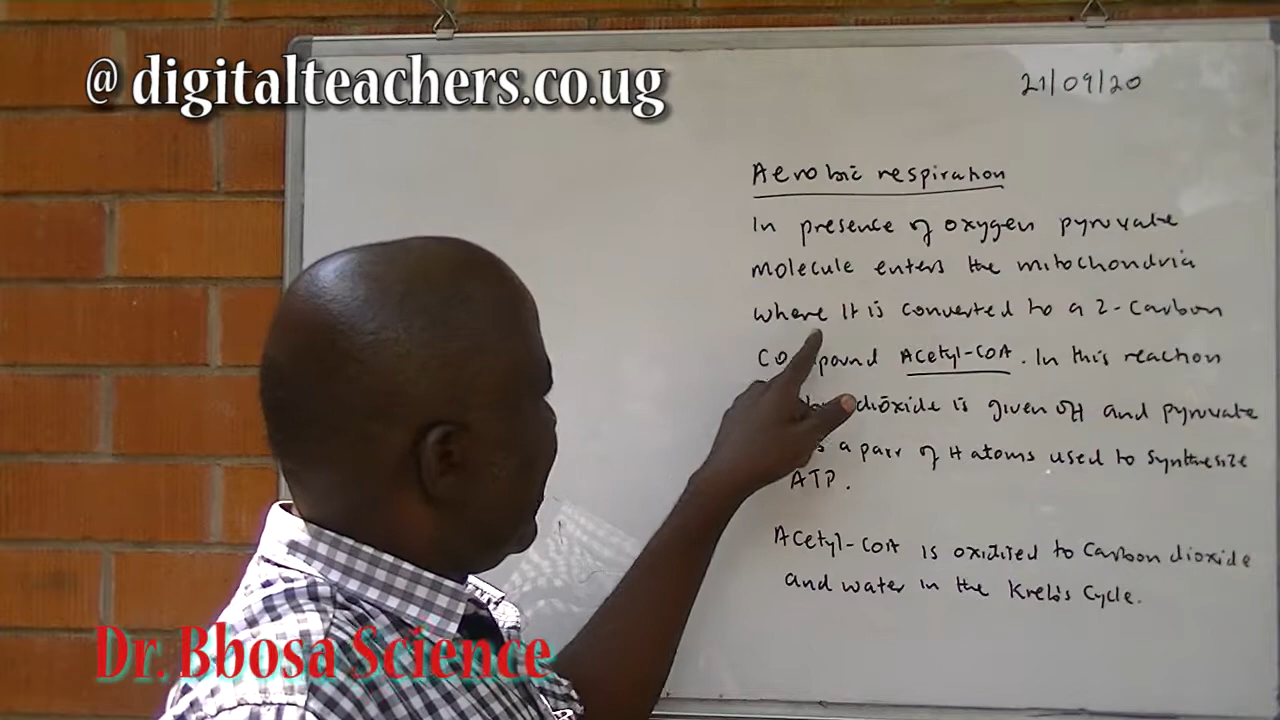 @ digitalteachers.co.ug
21/09/20
Aerobic respiration
In presence of oxygen pyruvate
molecule enters the mitochondria
where it is converted to a 2-Carbon
Acetyl-CoA. In this reaction
dioxide is given off and pyruvate
a pair of H atoms used to synthesize
ATP.
Acetyl-CoA is oxidized to Carbon dioxide
and water in the Kreb's Cycle.
Dr. Bbosa Science